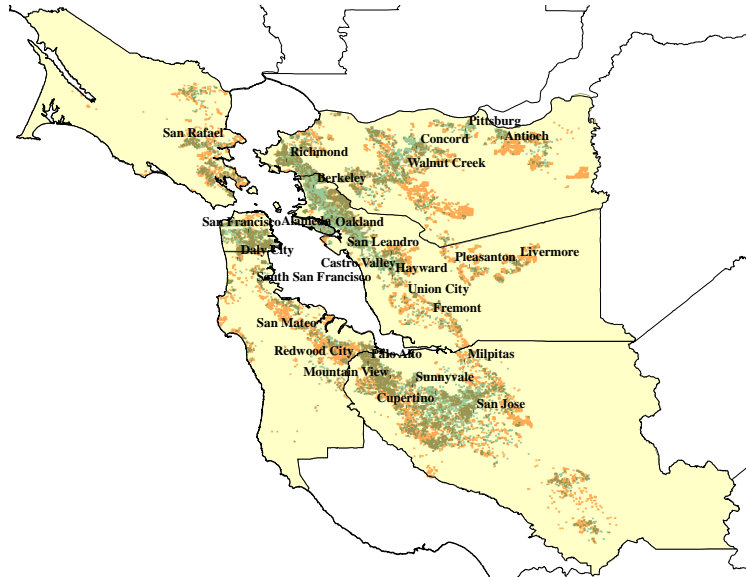 Pittsburg
San Rafael
Concord
Antioch
Richmond
Walnut Creek
Berkeley
San Francisco
Alameda
Oakland
Daly City
San Leandro
Castro Valley
Hayward
Pleasanton
Livermore
South San Francisco
Union City
Fremont
San Mateo
Redwood City
Palo Alto
Milpitas
Mountain View
Sunnyvale
Cupertino
San Jose